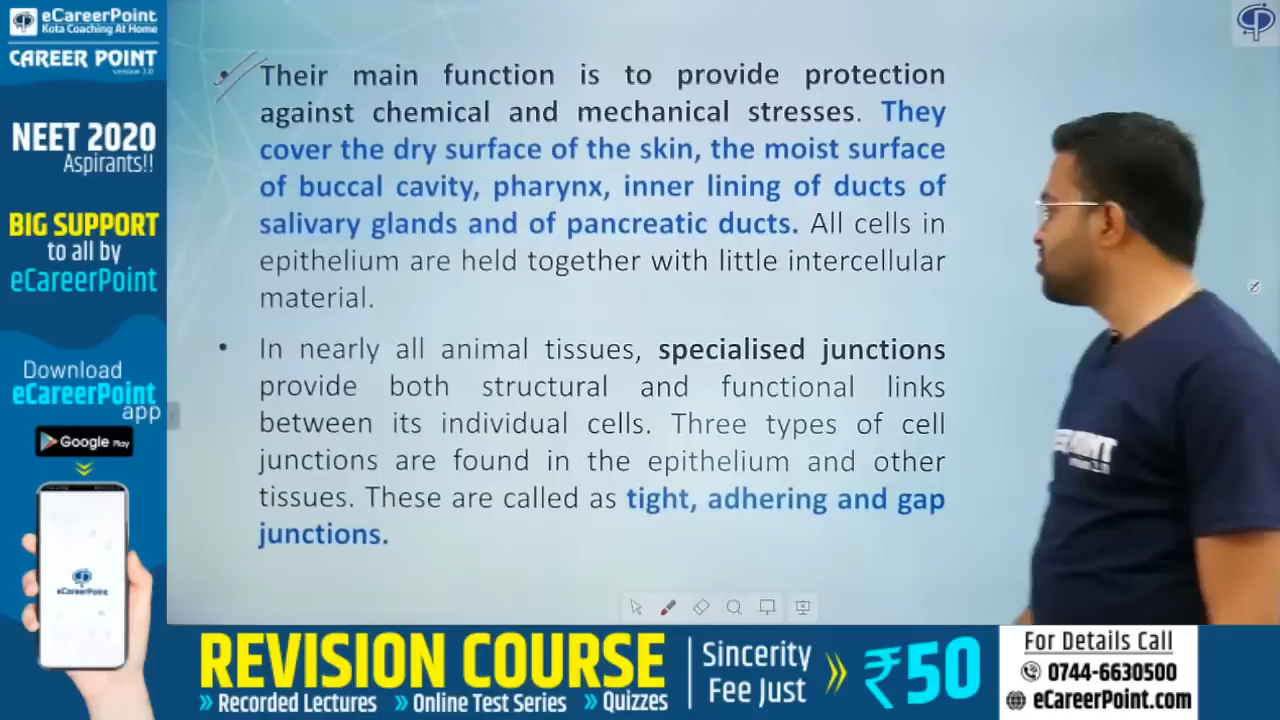 eCareerPoint
Kota Coaching At Home
CAREER POINT
version 2.0
NEET 2020
Aspirants!!
BIG SUPPORT
to all by
eCareerPoint
Download
eCareerPoint
app
Google Play
eCareerPoint
Their main function is to provide protection
against chemical and mechanical stresses. They
cover the dry surface of the skin, the moist surface
of buccal cavity, pharynx, inner lining of ducts of
salivary glands and of pancreatic ducts. All cells in
epithelium are held together with little intercellular
material.
• In nearly all animal tissues, specialised junctions
provide both structural and functional links
between its individual cells. Three types of cell
junctions are found in the epithelium and other
tissues. These are called as tight, adhering and gap
junctions.
REVISION COURSE
» Recorded Lectures » Online Test Series » Quizzes
Sincerity
Fee Just
» ₹50
For Details Call
0744-6630500
eCareerPoint.com